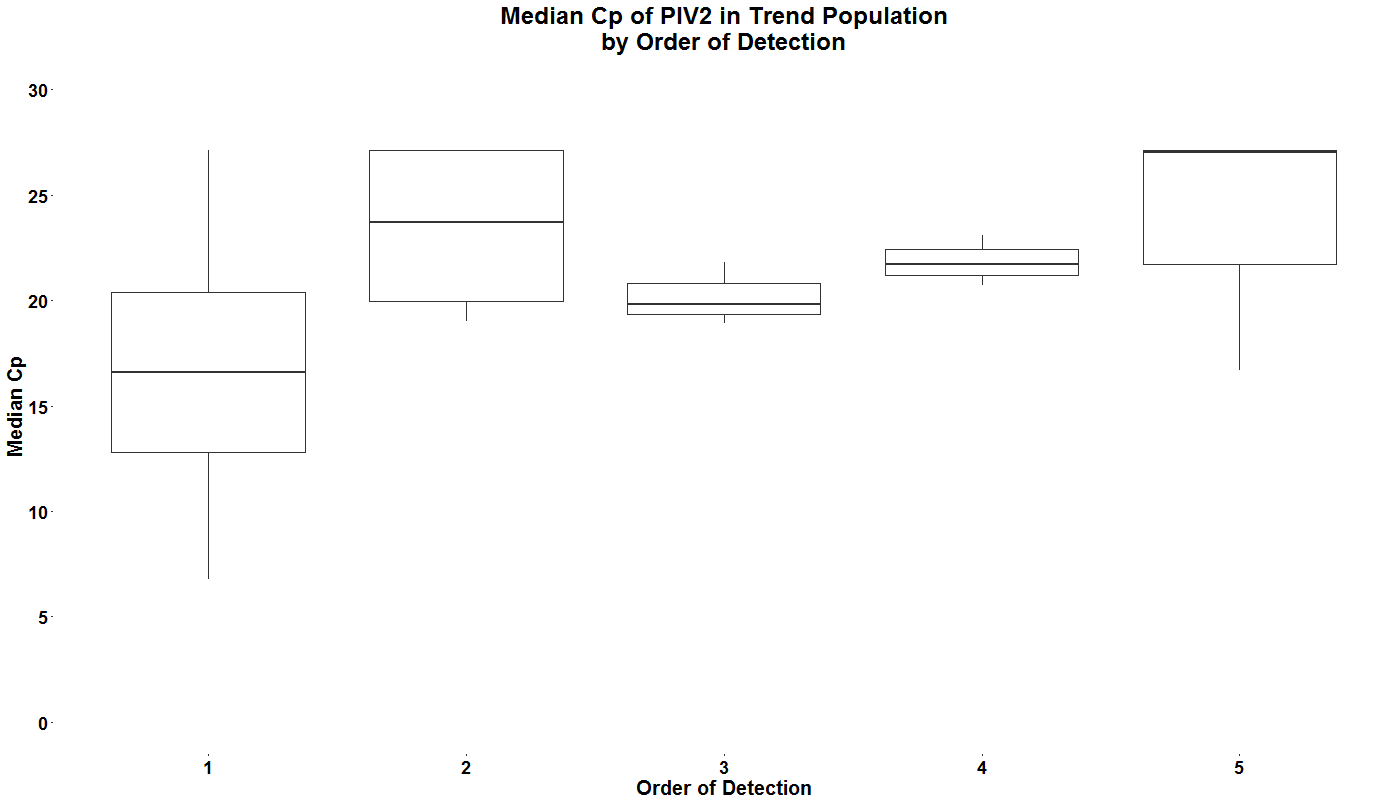 Median Cp of PIV2 in Trend Population
by Order of Detection
30
25
20
15
10
5
0
Median Cp
1 2 3 4 5
Order of Detection